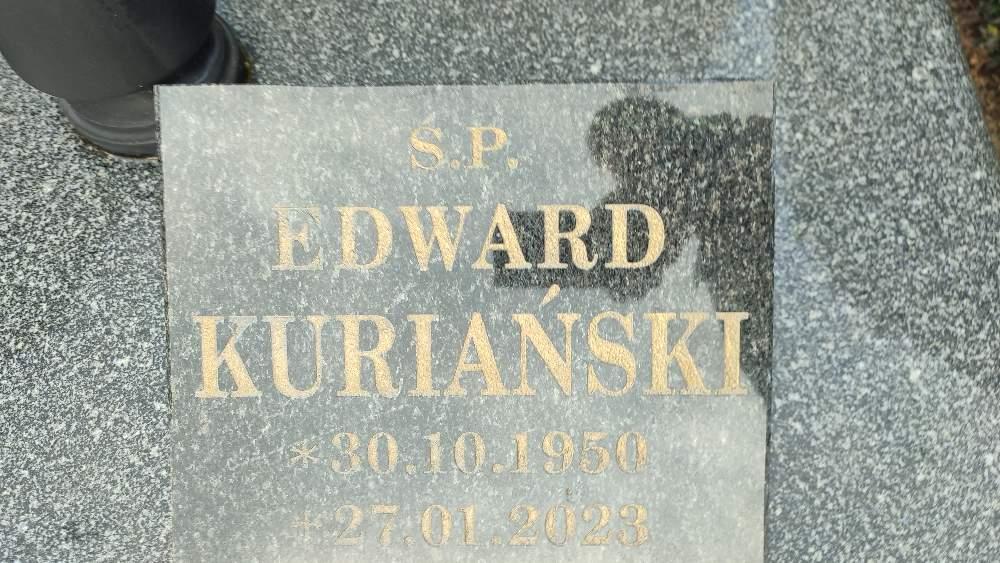 Ś.P.
EDWARD
KURIAŃSKI
*30.10.1950
+27.01.2023